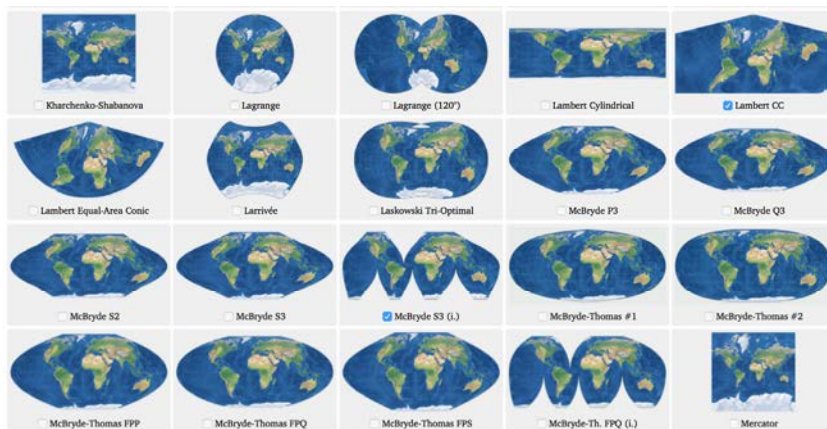 Kharchenko-Shabanova
Lagrange
Lagrange (120°)
Lambert Cylindrical
Lambert CC
Lambert Equal-Area Conic
Larrivée
Laskowski Tri-Optimal
McBryde P3
McBryde Q3
McBryde S2
McBryde S3
McBryde S3 (i.)
McBryde-Thomas #1
McBryde-Thomas #2
McBryde-Thomas FPP
McBryde-Thomas FPQ
McBryde-Thomas FPS
McBryde-Th. FPQ (i.)
Mercator